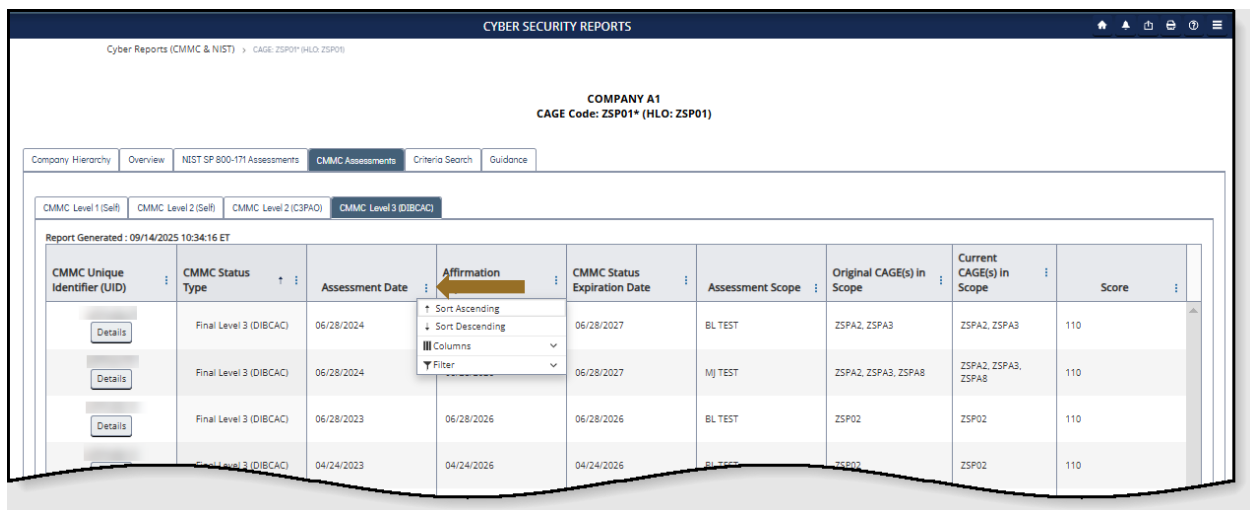 CYBER SECURITY REPORTS
Cyber Reports (CMMC & NIST) > CAGE: ZSP01* (HLO: ZSP01)
COMPANY A1
CAGE Code: ZSP01* (HLO: ZSP01)
Company Hierarchy Overview NIST SP 800-171 Assessments CMMC Assessments Criteria Search Guidance
CMMC Level 1 (Self) CMMC Level 2 (Self) CMMC Level 2 (C3PAO) CMMC Level 3 (DIBCAC)
Report Generated : 09/14/2025 10:34:16 ET
CMMC Unique Identifier (UID) CMMC Status Type Assessment Date Affirmation CMMC Status Expiration Date Assessment Scope Original CAGE(s) in Scope Current CAGE(s) in Scope Score
Sort Ascending
Sort Descending
Columns
Filter
Details Final Level 3 (DIBCAC) 06/28/2024 06/28/2027 BL TEST ZSPA2, ZSPA3 ZSPA2, ZSPA3 110
Details Final Level 3 (DIBCAC) 06/28/2024 06/28/2027 MJ TEST ZSPA2, ZSPA3, ZSPA8 ZSPA2, ZSPA3, ZSPA8 110
Details Final Level 3 (DIBCAC) 06/28/2023 06/28/2026 06/28/2026 BL TEST ZSP02 ZSP02 110
Final Level 3 (DIBCAC) 04/24/2023 04/24/2026 04/24/2026 BL TEST ZSP02 ZSP02 110